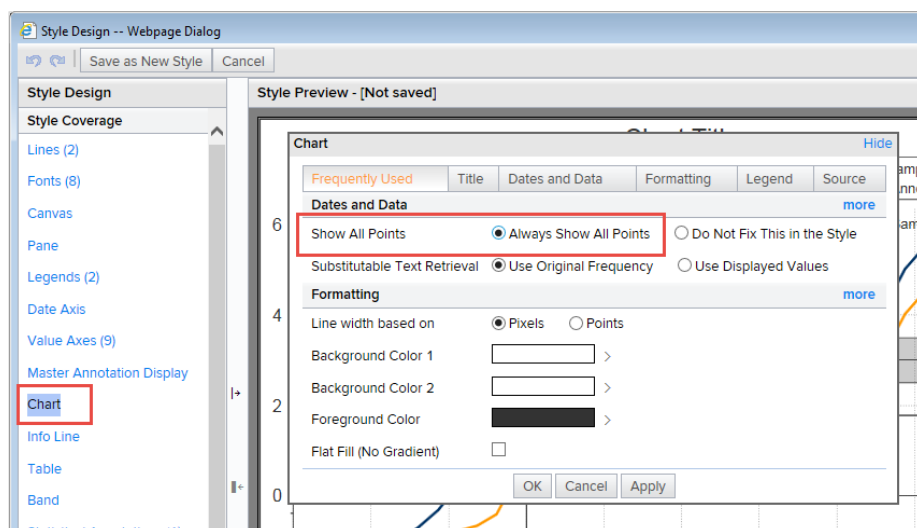 Style Design -- Webpage Dialog
Save as New Style Cancel
Style Design
Style Coverage
Lines (2)
Fonts (8)
Canvas
Pane
Legends (2)
Date Axis
Value Axes (9)
Master Annotation Display
Chart
Info Line
Table
Band
Style Preview - [Not saved]
Chart Hide
Frequently Used Title Dates and Data Formatting Legend Source
Dates and Data more
6
Show All Points Always Show All Points Do Not Fix This in the Style
Substitutable Text Retrieval Use Original Frequency Use Displayed Values
Formatting more
4
Line width based on Pixels Points
Background Color 1
Background Color 2
2
Foreground Color
Flat Fill (No Gradient)
OK Cancel Apply
0